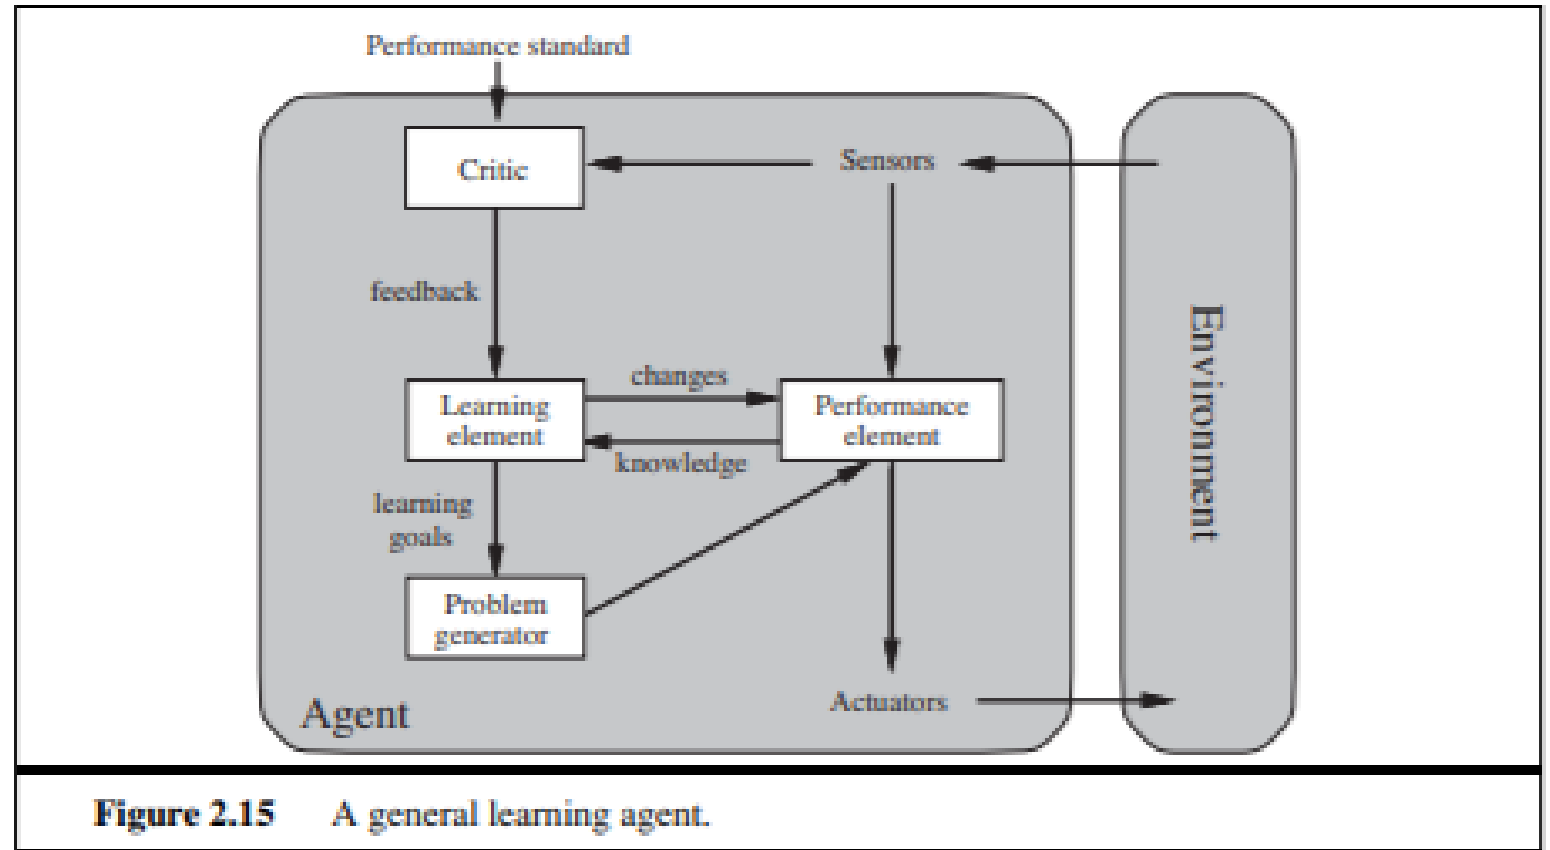 Performance standard
Critic
Sensors
feedback
changes
Learning
element
Performance
element
knowledge
learning
goals
Problem
generator
Agent
Actuators
Environment
Figure 2.15 A general learning agent.